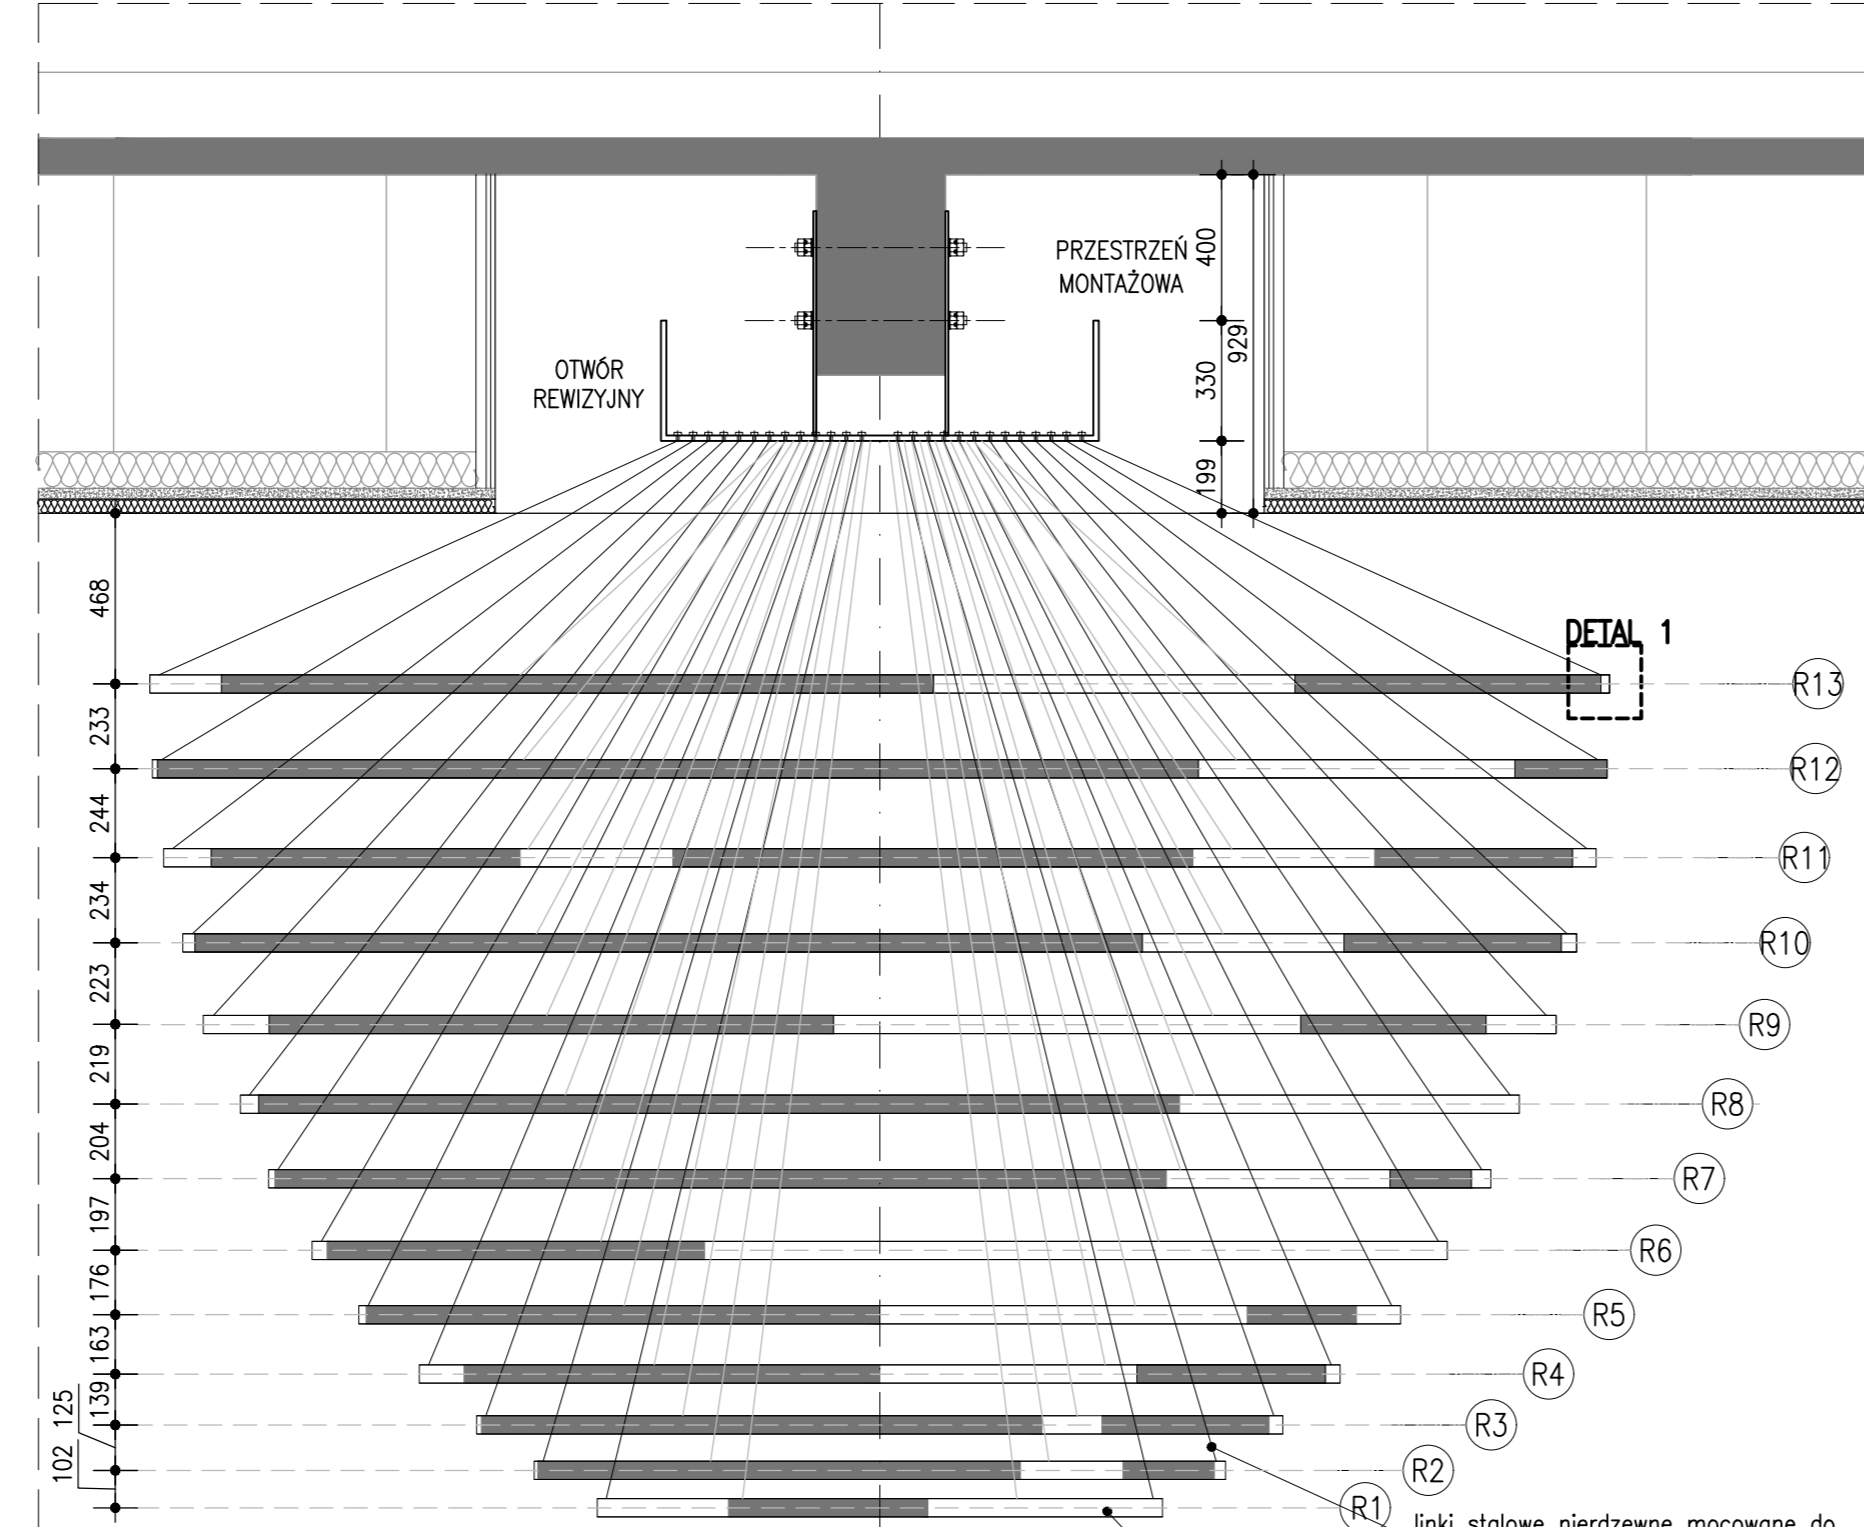 PRZESTRZEŃ
MONTAŻOWA
400
929
330
199
OTWÓR
REWIZYJNY
468
DETAL 1
R13
233
R12
244
R11
234
R10
223
R9
219
R8
204
R7
197
R6
176
R5
163
R4
139
125
R3
102
R2
R1
linki stalowe nierdzewne mocowane do